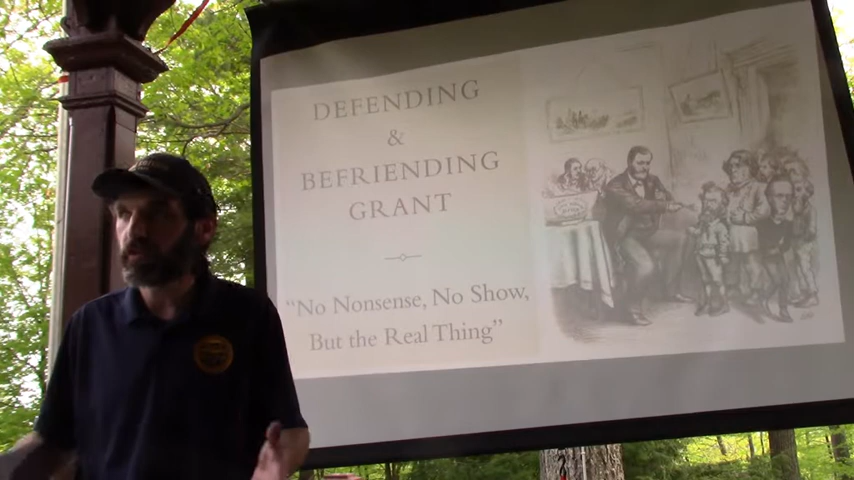 DEFENDING
&
BEFRIENDING
GRANT
“No Nonsense, No Show,
But the Real Thing”